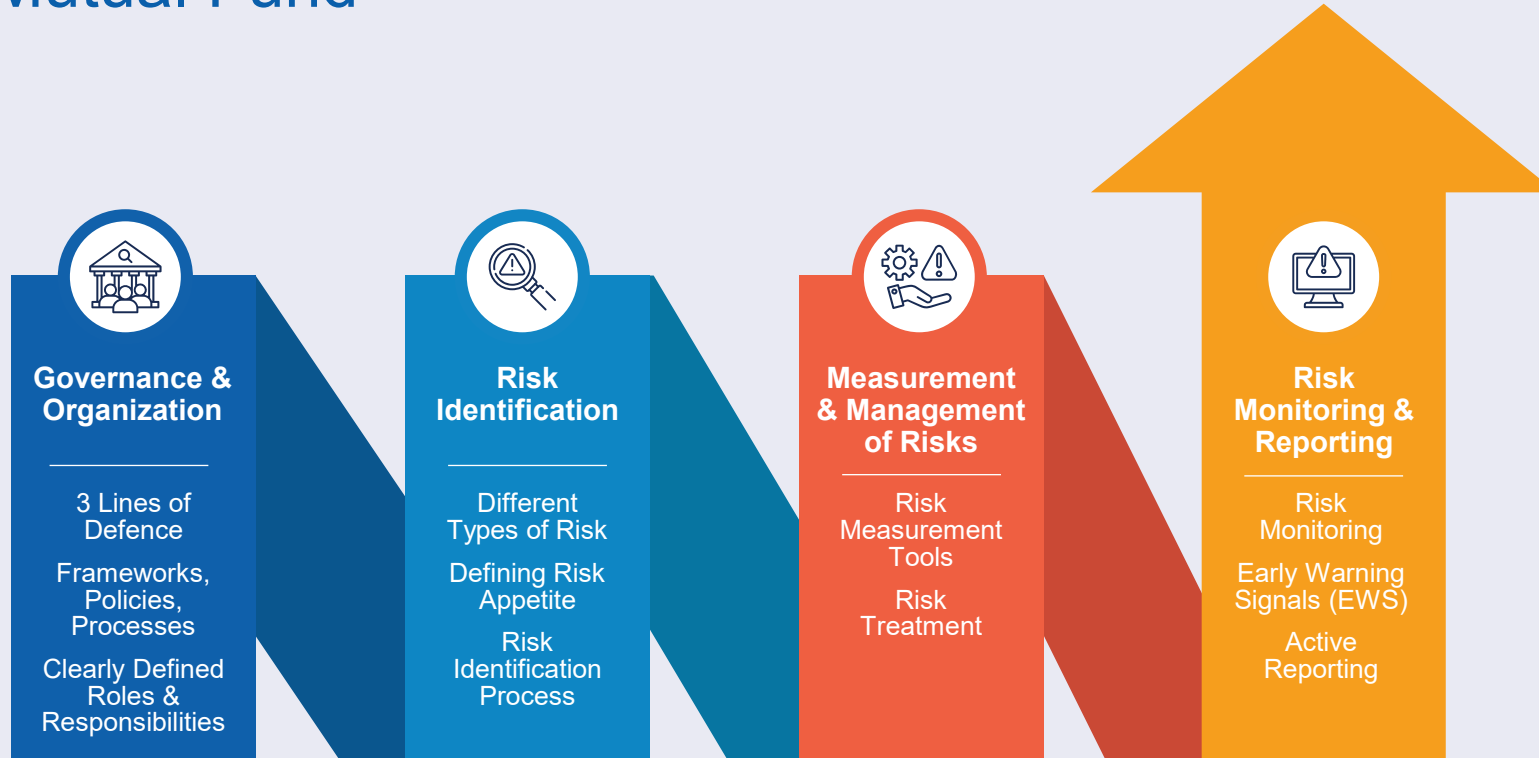 Mutual Fund
Governance &
Organization
3 Lines of
Defence
Frameworks,
Policies,
Processes
Clearly Defined
Roles &
Responsibilities
Risk
Identification
Different
Types of Risk
Defining Risk
Appetite
Risk
Identification
Process
Measurement
& Management
of Risks
Risk
Measurement
Tools
Risk
Treatment
Risk
Monitoring &
Reporting
Risk
Monitoring
Early Warning
Signals (EWS)
Active
Reporting